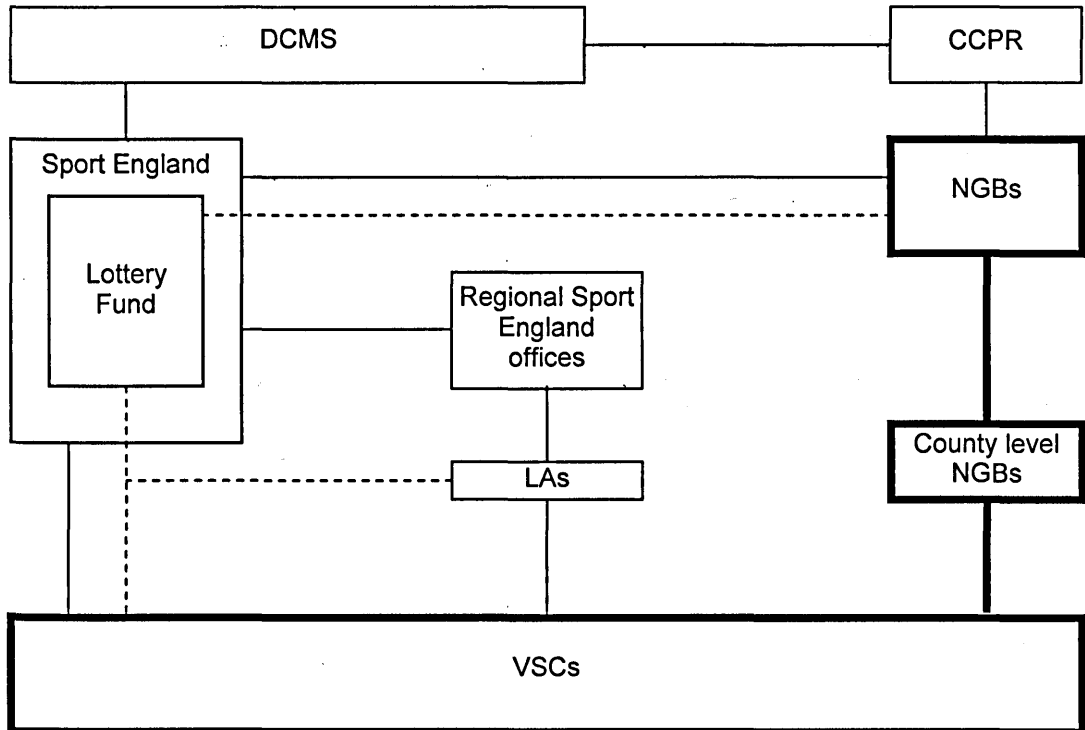 DCMS
CCPR
Sport England
NGBs
Lottery
Fund
Regional Sport
England
offices
County level
NGBs
LAs
VSCs